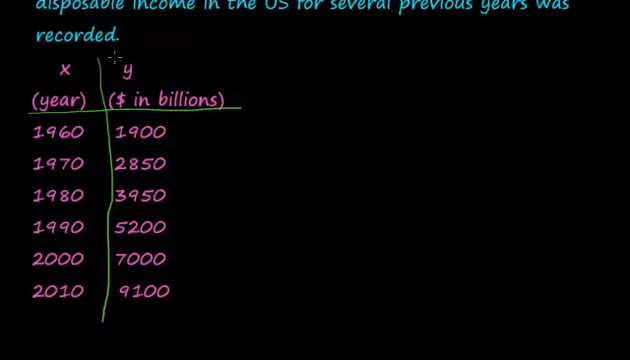 disposable income in the US for several previous years was
recorded.
x y
(year) ($ in billions)
1960 1900
1970 2850
1980 3950
1990 5200
2000 7000
2010 9100